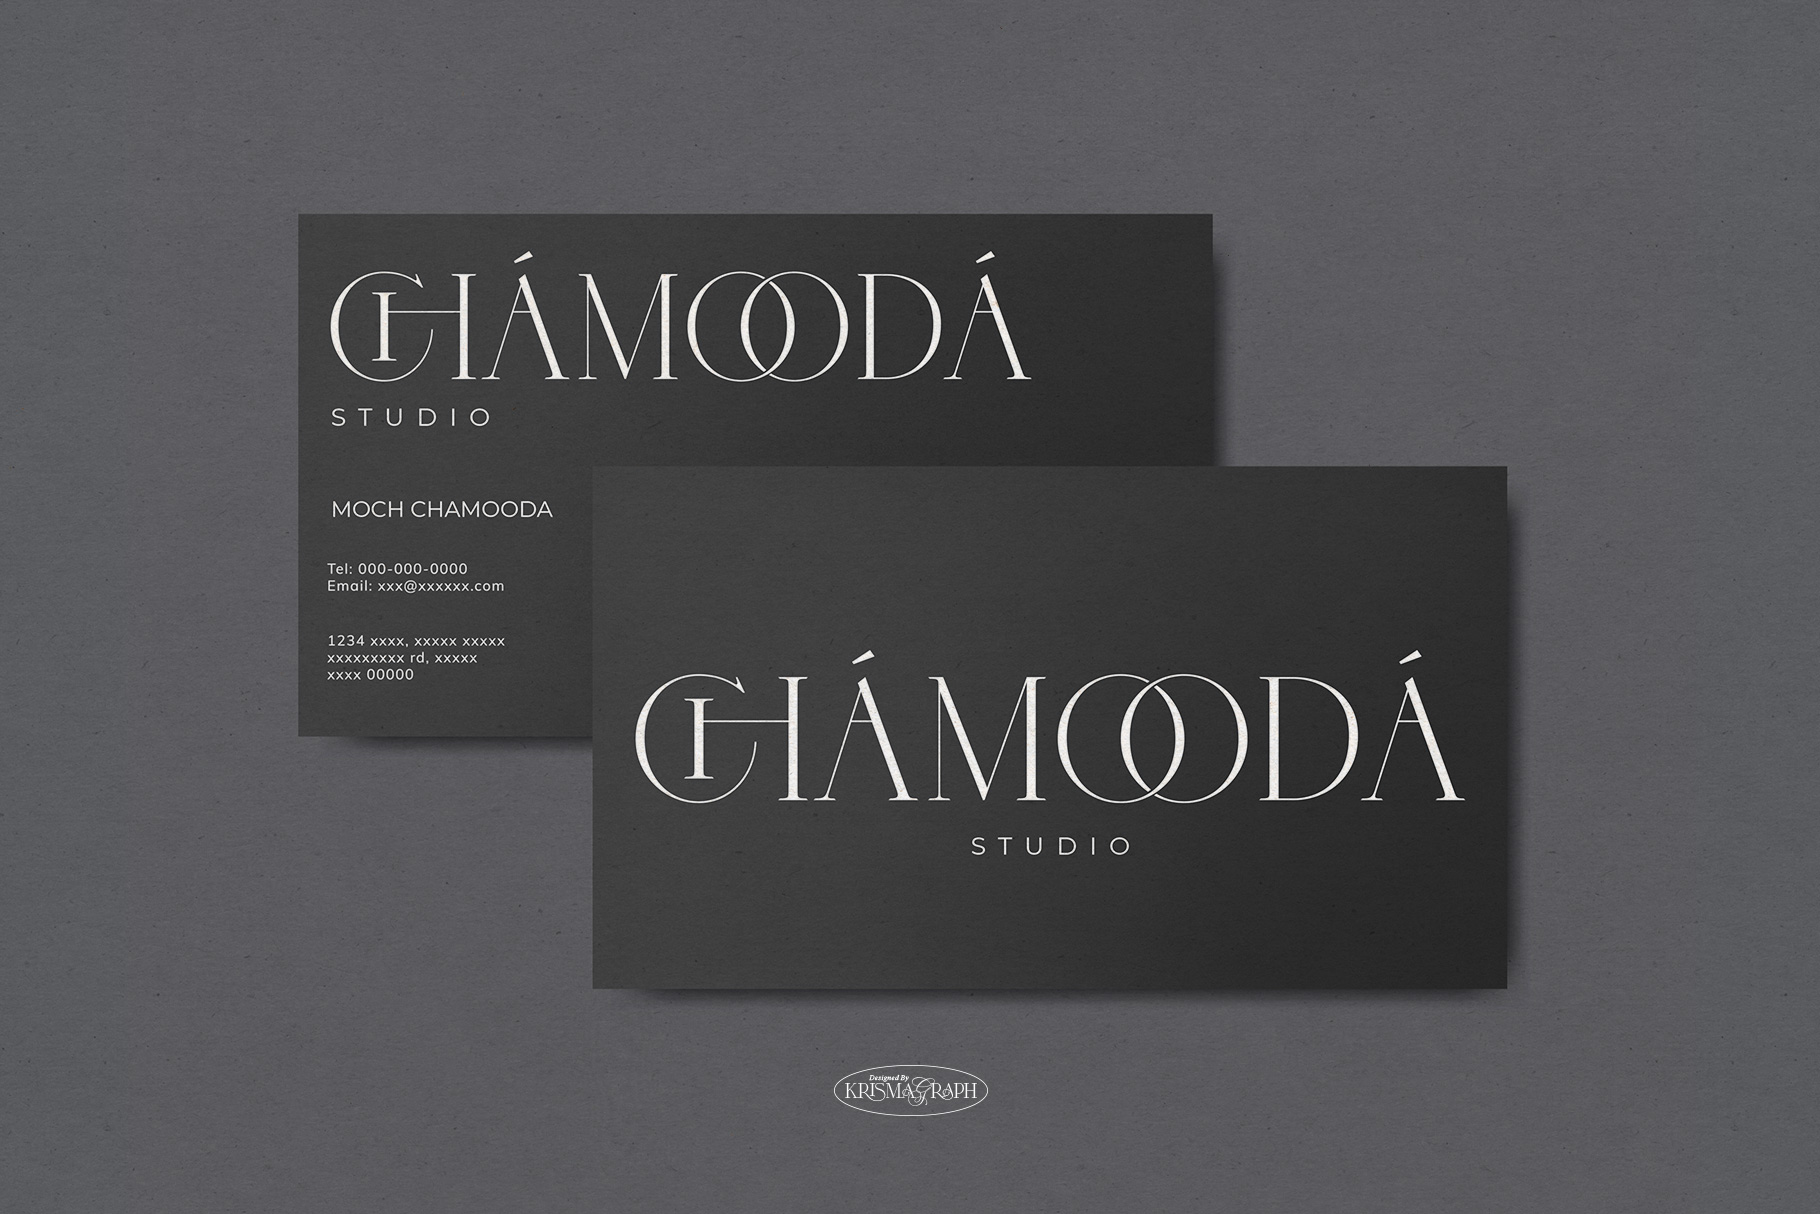 CHÁMOODÁ
STUDIO
MOCH CHAMOODA
Tel: 000-000-0000
Email: xxx@xxxxxx.com
1234 xxxx, xxxxx xxxxx
xxxxxxxxx rd, xxxxx
xxxx 00000
CHÁMOODÁ
STUDIO
Designed By
KRISMAGRAPH